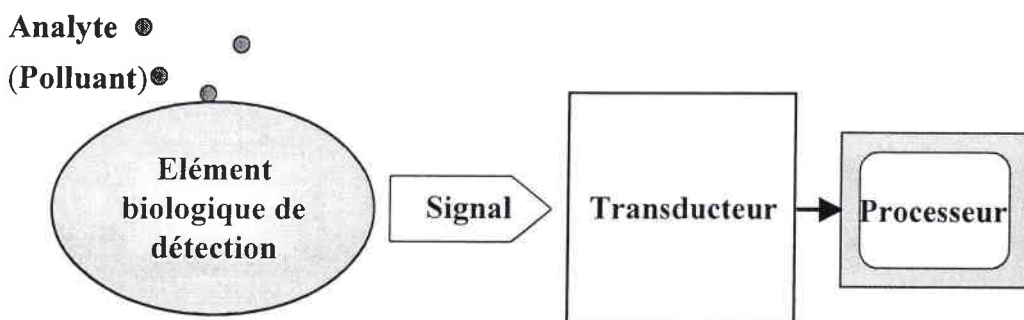 Analyte
(Polluant)
Elément
biologique de
détection
Signal
Transducteur
Processeur